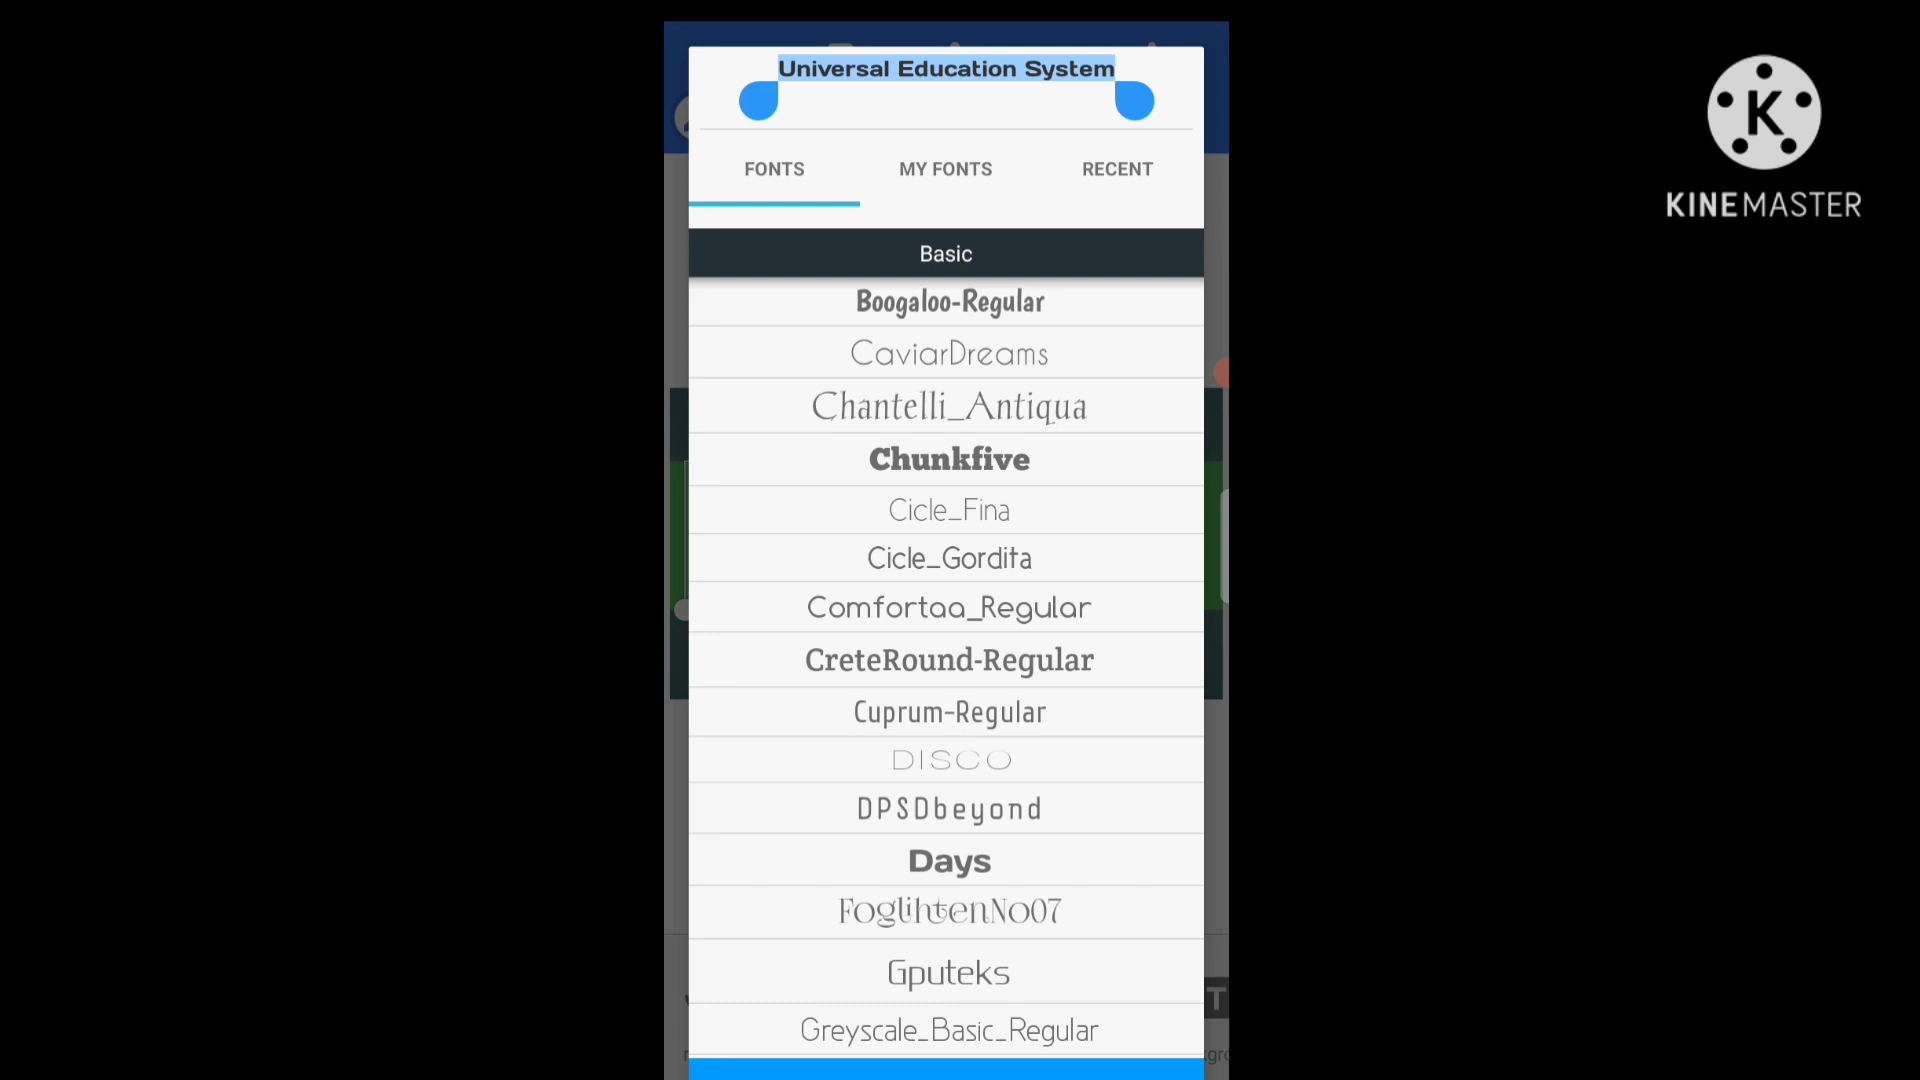 Universal Education System
FONTS
MY FONTS
RECENT
Basic
Boogaloo-Regular
CaviarDreams
Chantelli_Antiqua
Chunkfive
Cicle_Fina
Cicle_Gordita
Comfortaa_Regular
CreteRound-Regular
Cuprum-Regular
DISCO
DPSDbeyond
Days
FoglihtenNo07
Gputeks
Greyscale_Basic_Regular
T
K
KINEMASTER